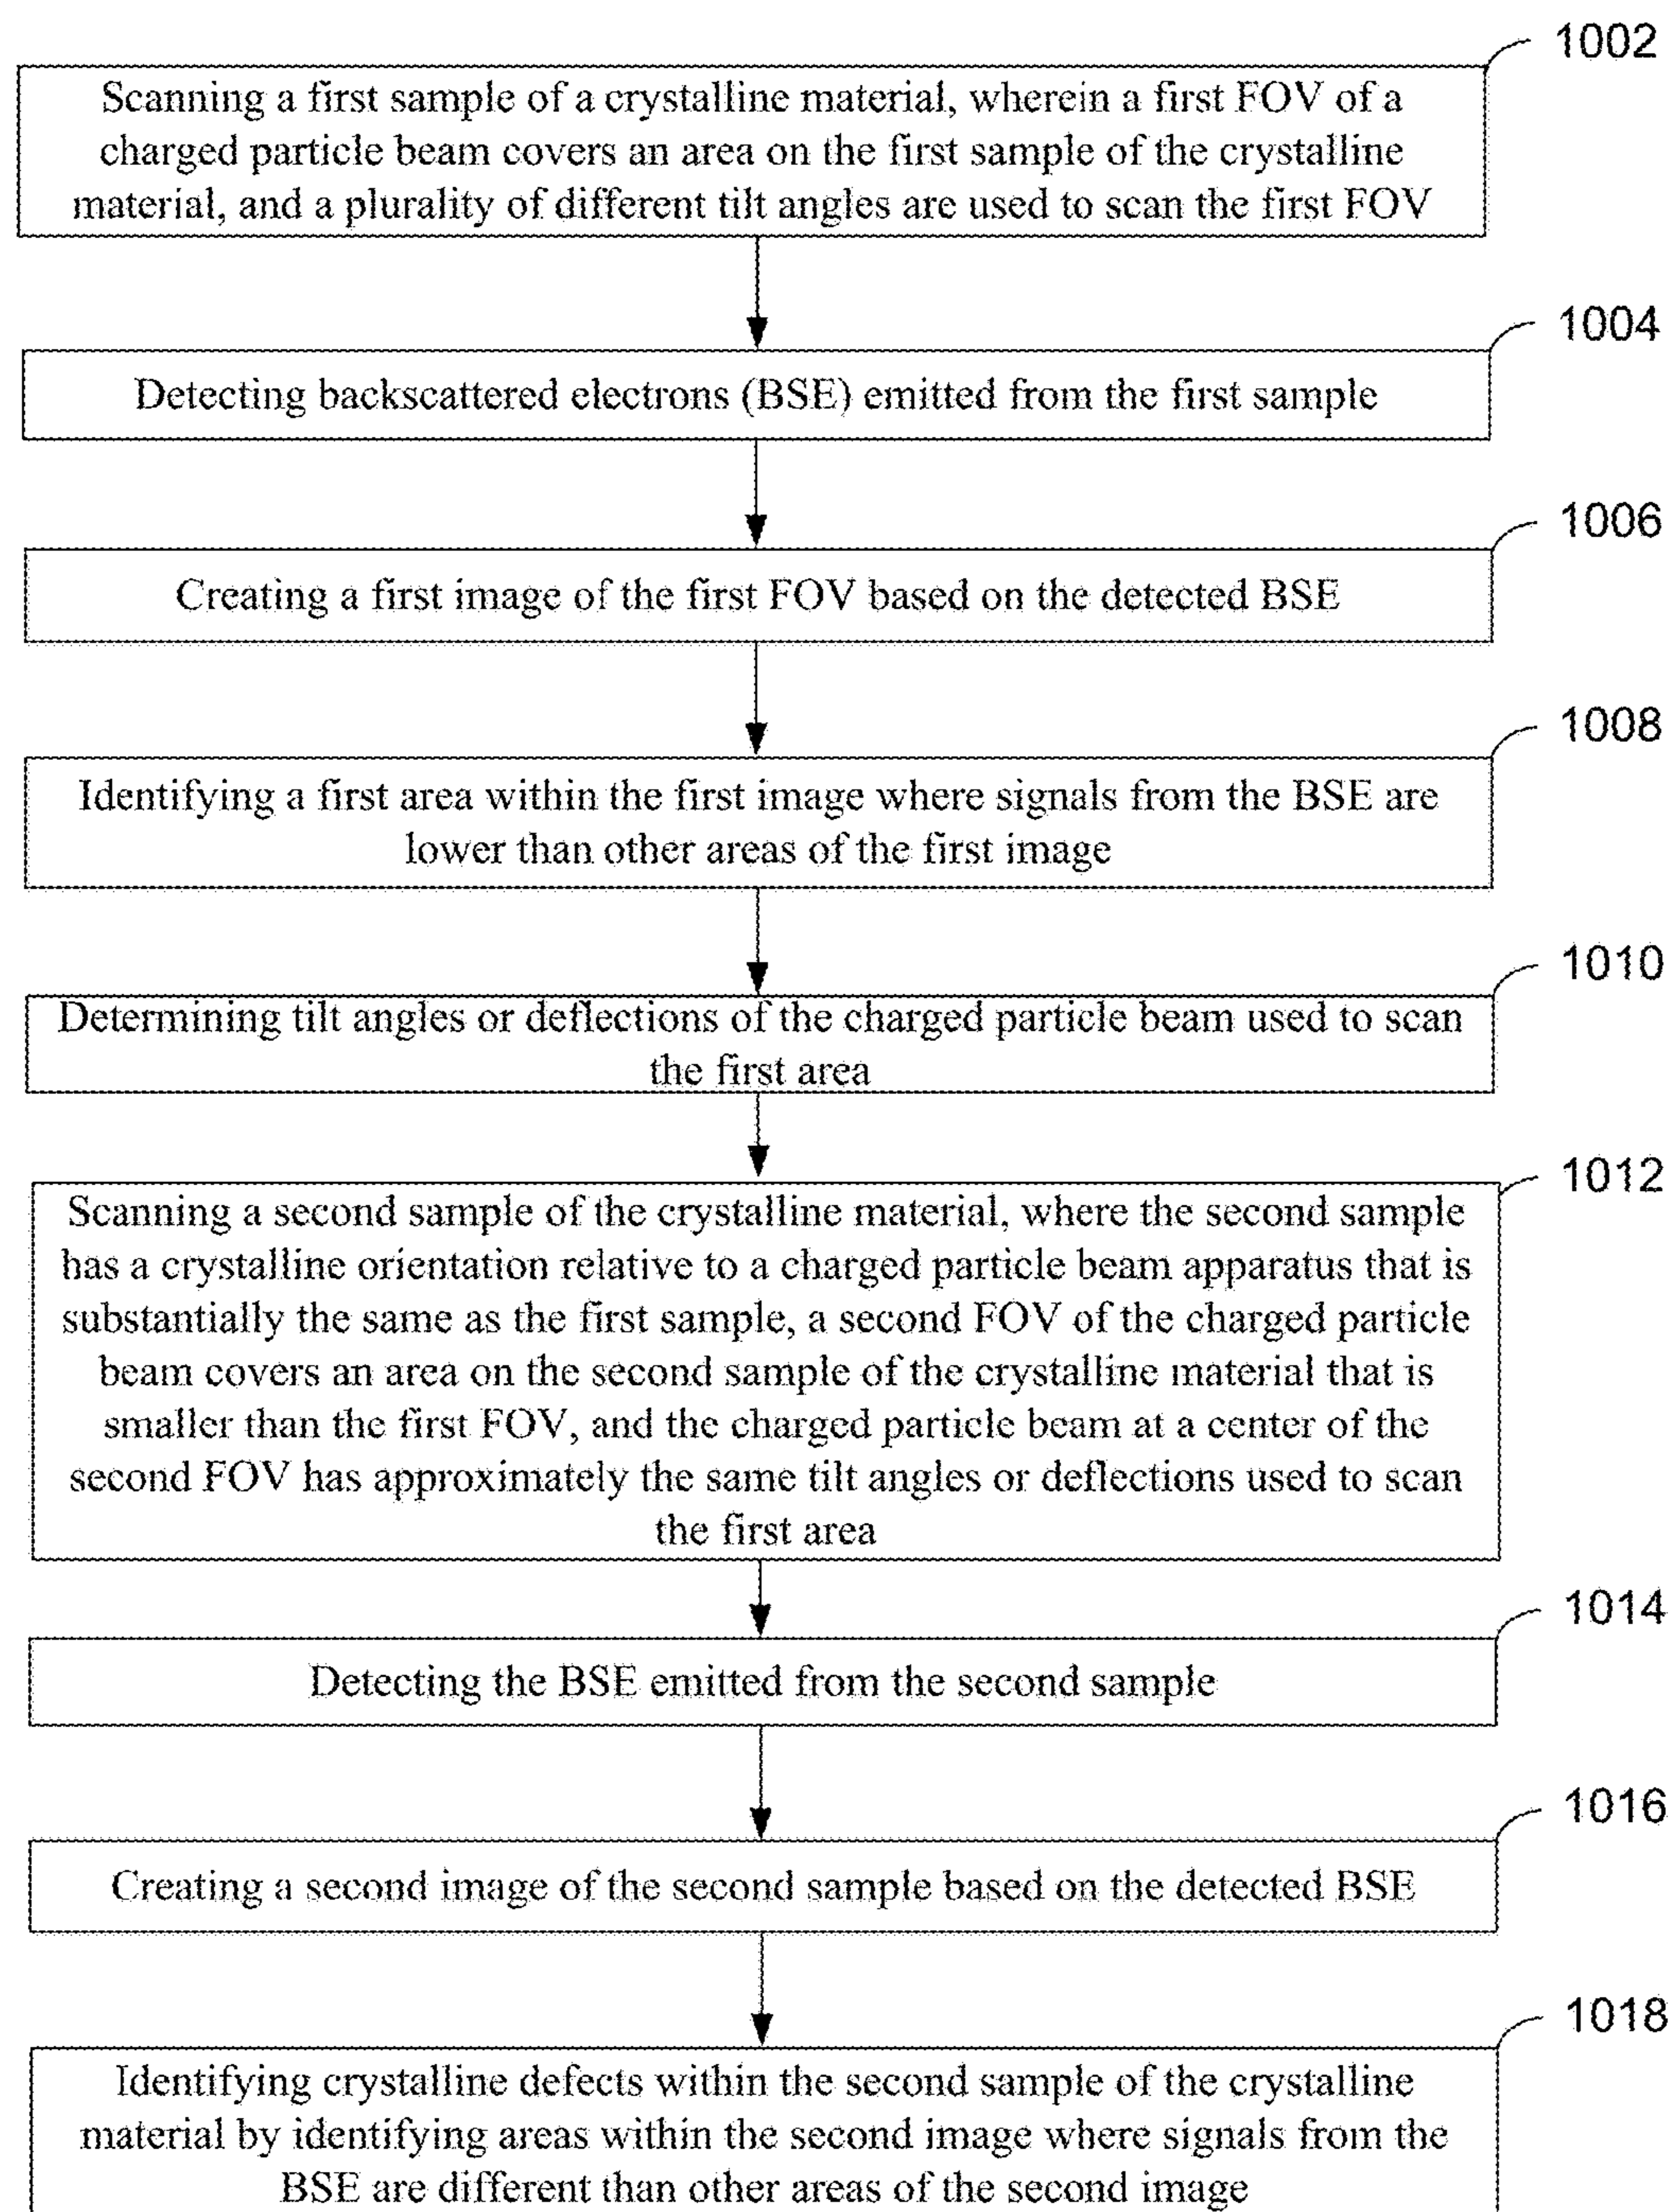 1002
Scanning a first sample of a crystalline material, wherein a first FOV of a
charged particle beam covers an area on the first sample of the crystalline
material, and a plurality of different tilt angles are used to scan the first FOV
1004
Detecting backscattered electrons (BSE) emitted from the first sample
1006
Creating a first image of the first FOV based on the detected BSE
1008
Identifying a first area within the first image where signals from the BSE are
lower than other areas of the first image
1010
Determining tilt angles or deflections of the charged particle beam used to scan
the first area
1012
Scanning a second sample of the crystalline material, where the second sample
has a crystalline orientation relative to a charged particle beam apparatus that is
substantially the same as the first sample, a second FOV of the charged particle
beam covers an area on the second sample of the crystalline material that is
smaller than the first FOV, and the charged particle beam at a center of the
second FOV has approximately the same tilt angles or deflections used to scan
the first area
1014
Detecting the BSE emitted from the second sample
1016
Creating a second image of the second sample based on the detected BSE
1018
Identifying crystalline defects within the second sample of the crystalline
material by identifying areas within the second image where signals from the
BSE are different than other areas of the second image